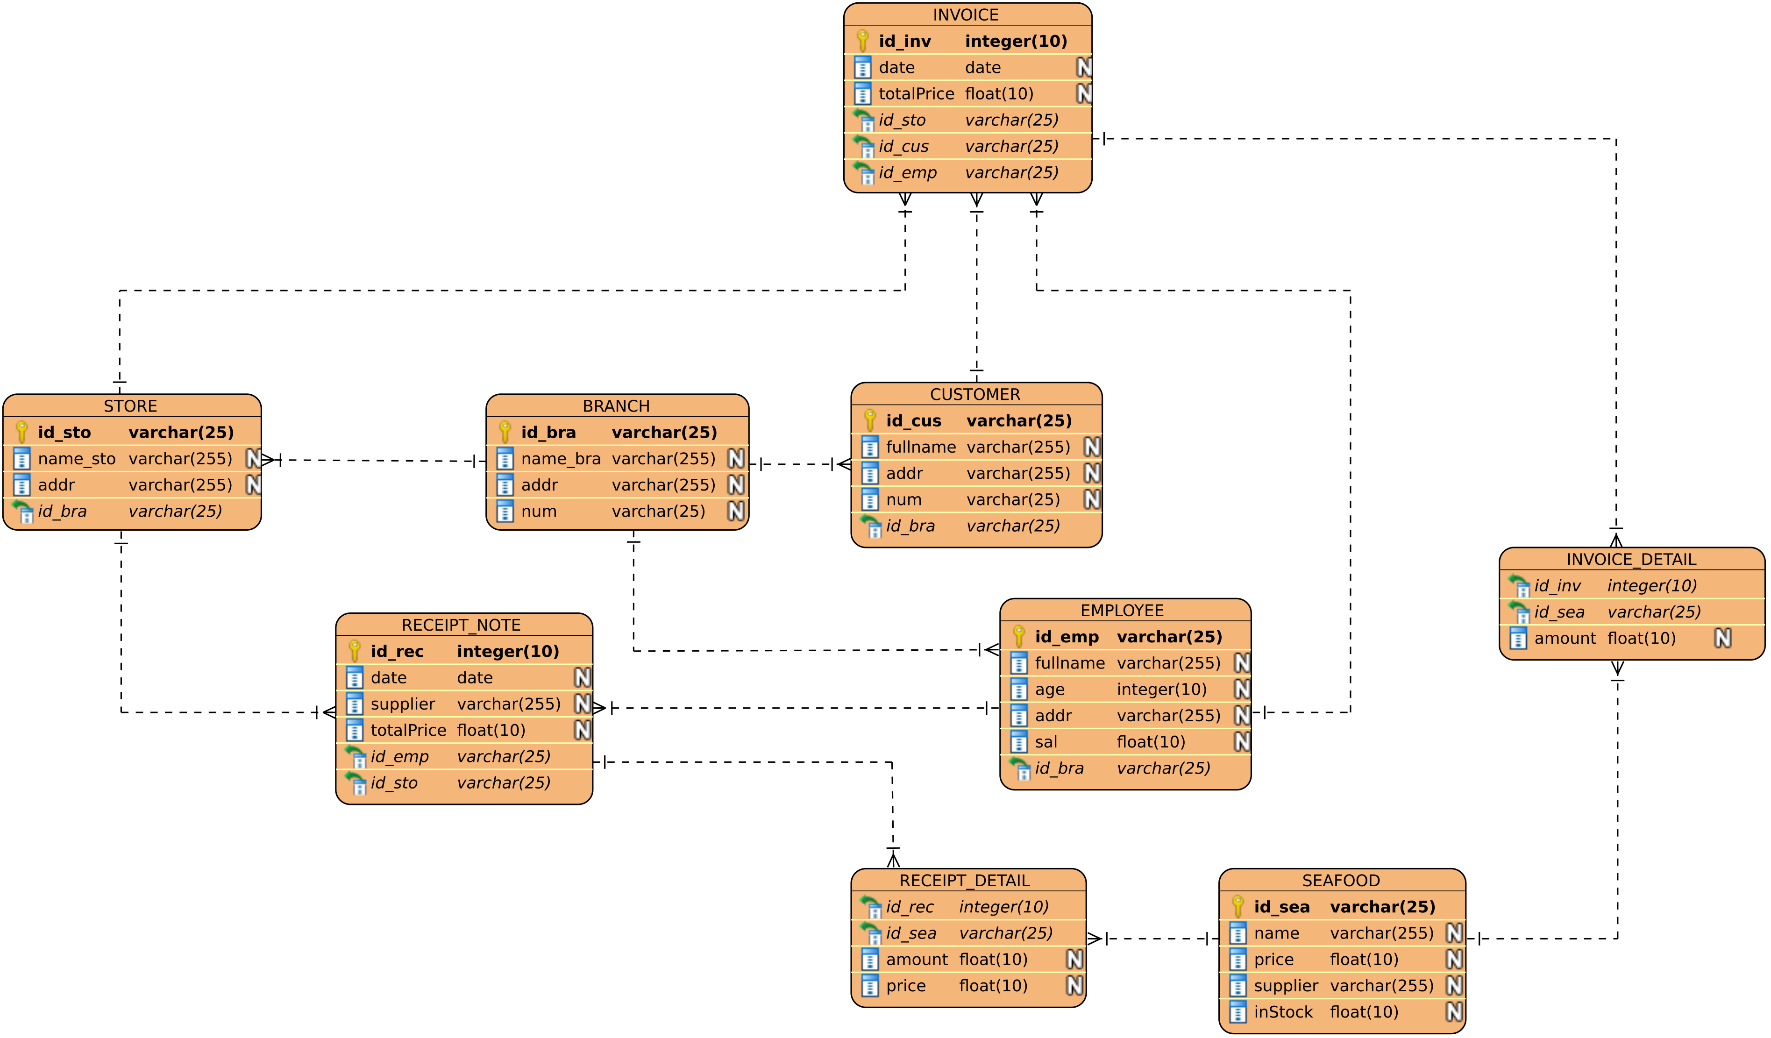 INVOICE
id_inv integer(10)
date date N
totalPrice float(10) N
id_sto varchar(25)
id_cus varchar(25)
id_emp varchar(25)
STORE
id_sto varchar(25)
name_sto varchar(255) N
addr varchar(255) N
id_bra varchar(25)
BRANCH
id_bra varchar(25)
name_bra varchar(255) N
addr varchar(255) N
num varchar(25) N
CUSTOMER
id_cus varchar(25)
fullname varchar(255) N
addr varchar(255) N
num varchar(25) N
id_bra varchar(25)
INVOICE_DETAIL
id_inv integer(10)
id_sea varchar(25)
amount float(10) N
RECEIPT_NOTE
id_rec integer(10)
date date N
supplier varchar(255) N
totalPrice float(10) N
id_emp varchar(25)
id_sto varchar(25)
EMPLOYEE
id_emp varchar(25)
fullname varchar(255) N
age integer(10) N
addr varchar(255) N
sal float(10) N
id_bra varchar(25)
RECEIPT_DETAIL
id_rec integer(10)
id_sea varchar(25)
amount float(10) N
price float(10) N
SEAFOOD
id_sea varchar(25)
name varchar(255) N
price float(10) N
supplier varchar(255) N
inStock float(10) N